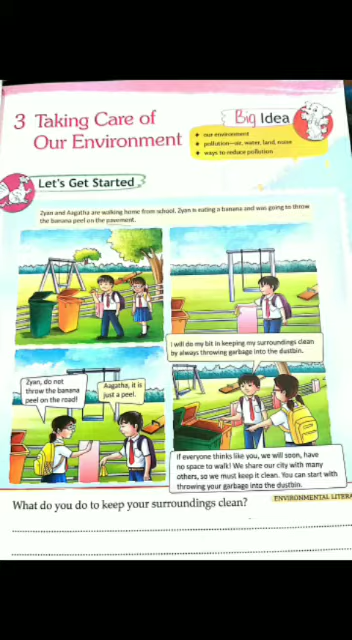 3 Taking Care of
Our Environment
Big Idea
our environment
pollution—air, water, land, noise
ways to reduce pollution
Let's Get Started
Zyan and Aagatha are walking home from school. Zyan is eating a banana and was going to throw
the banana peel on the pavement.
I will do my bit in keeping my surroundings clean
by always throwing garbage into the dustbin.
Zyan, do not
throw the banana
peel on the road!
Aagatha, it is
just a peel.
If everyone thinks like you, we will soon, have
no space to walk! We share our city with many
others, so we must keep it clean. You can start with
throwing your garbage into the dustbin.
ENVIRONMENTAL LITERA
What do you do to keep your surroundings clean?